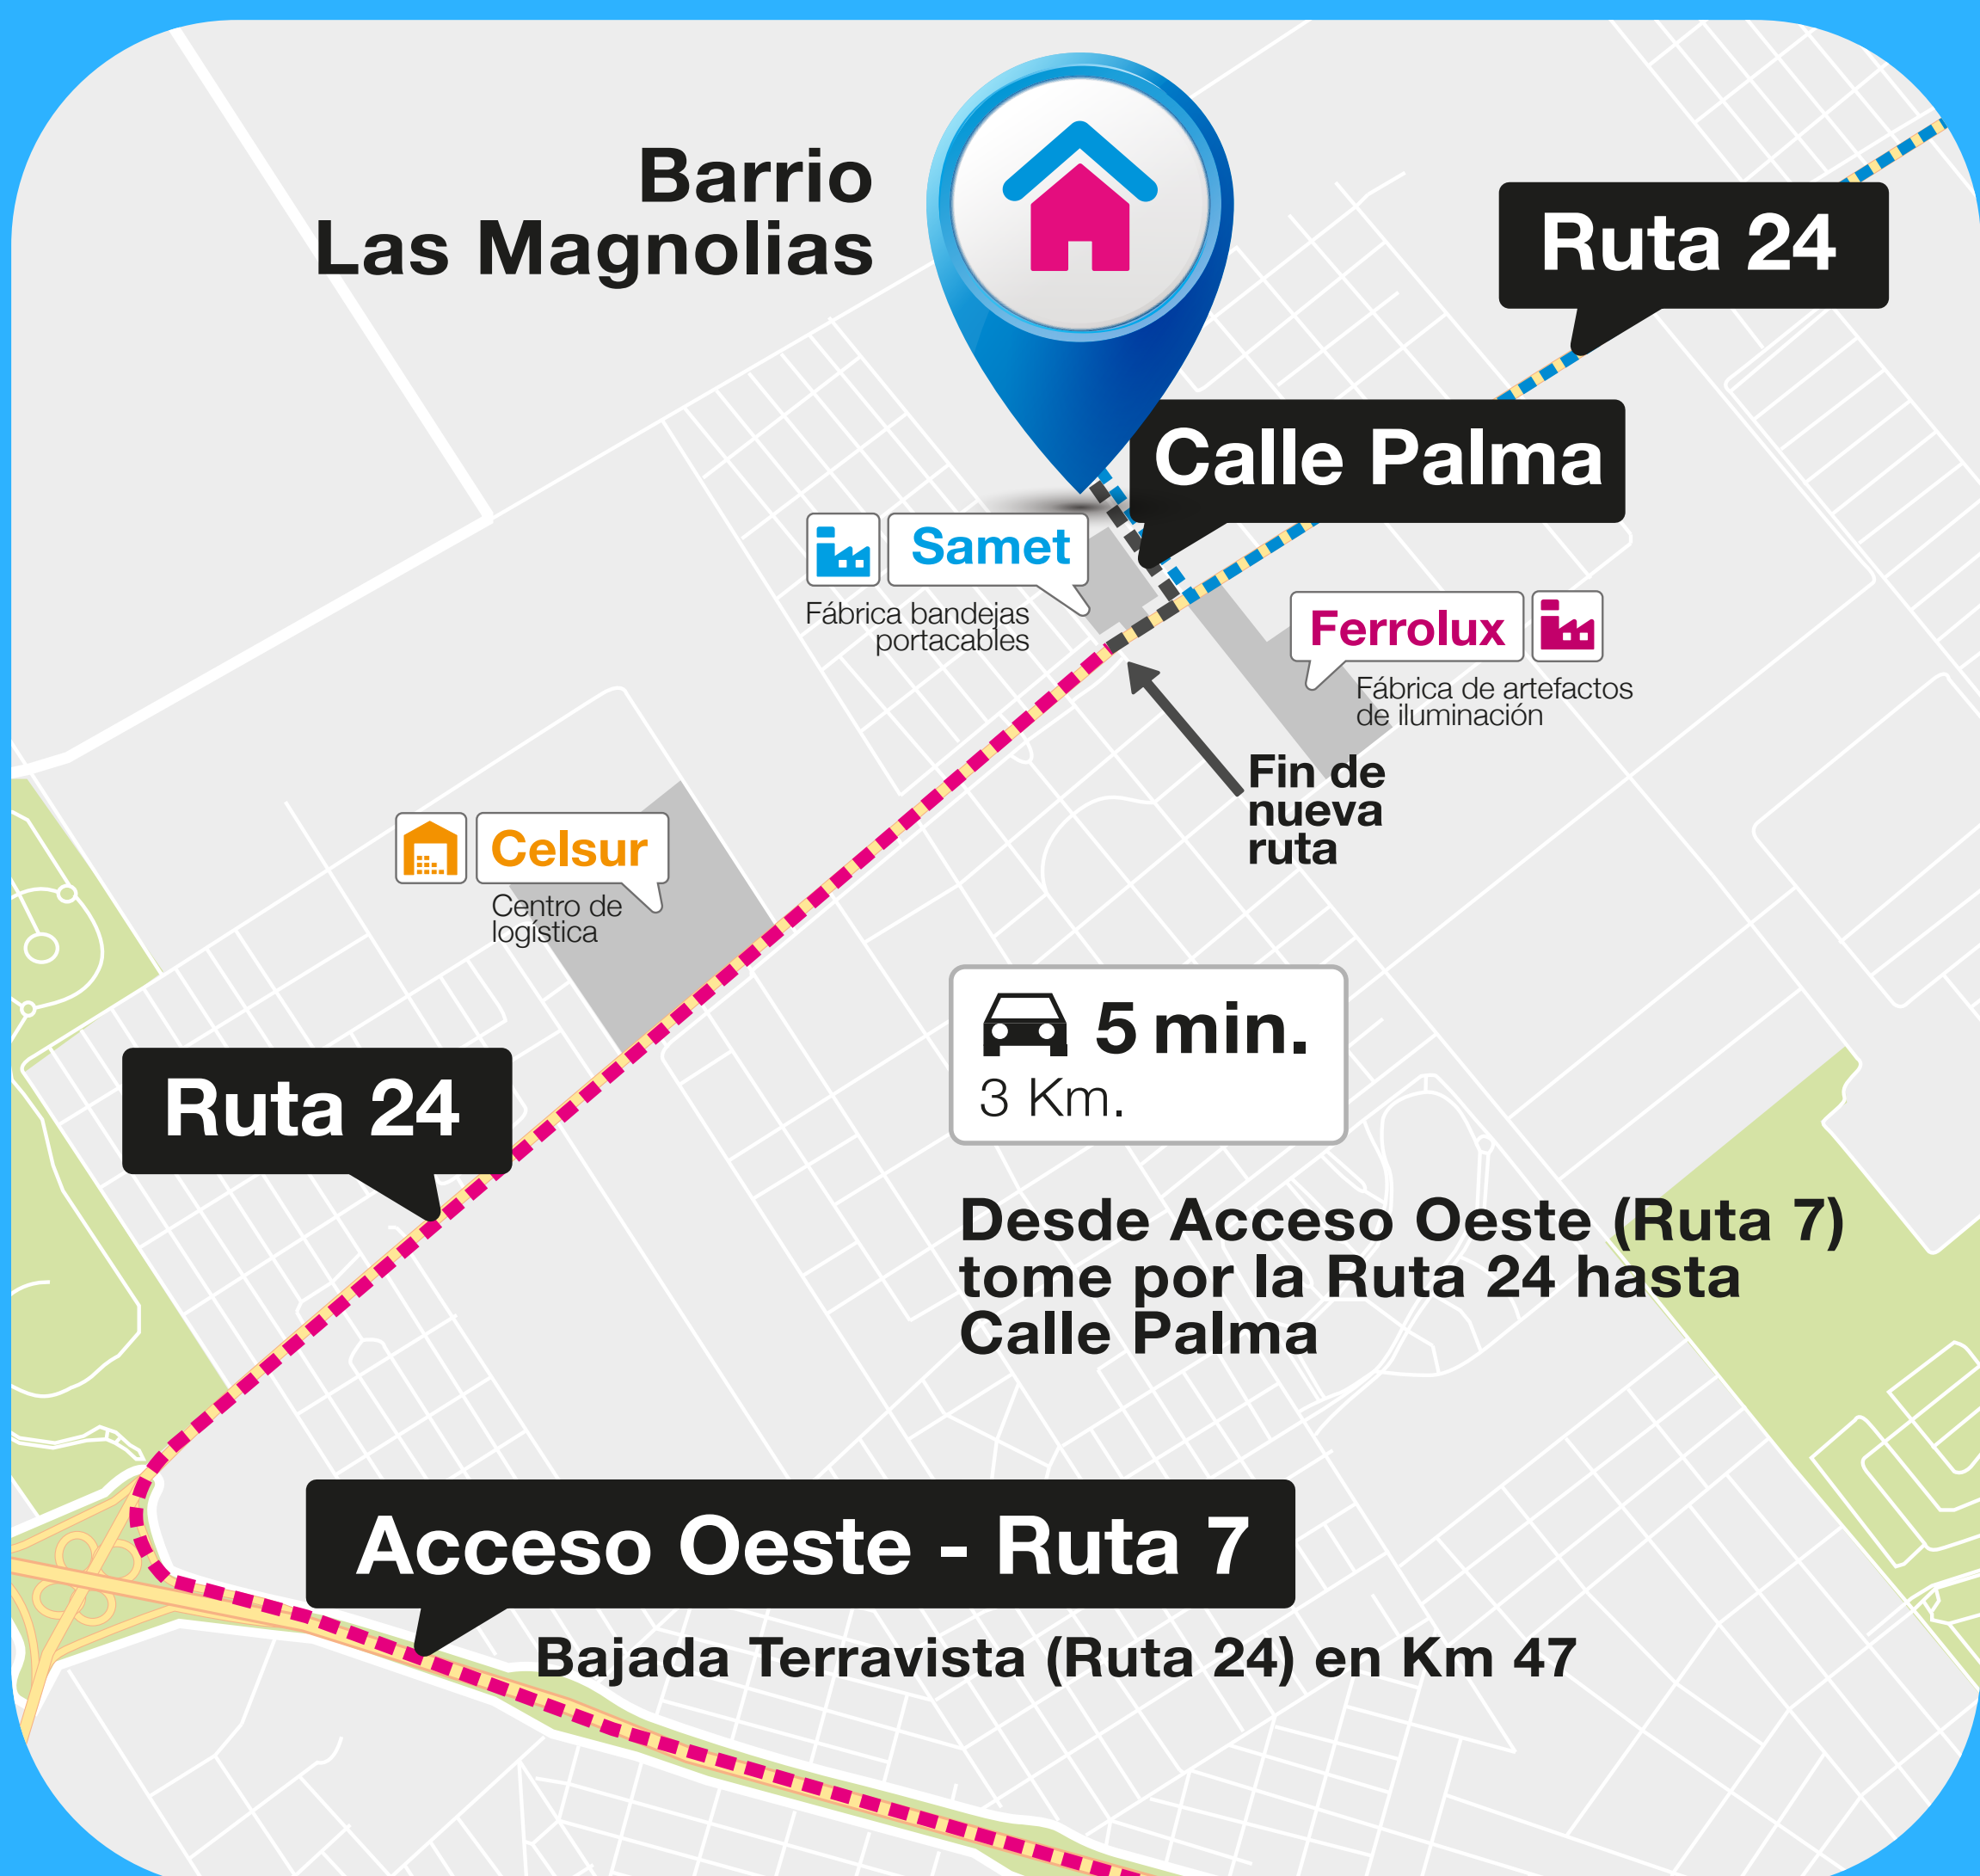 Barrio
Las Magnolias
Ruta 24
Calle Palma
Samet
Fábrica bandejas
portacables
Ferrolux
Fábrica de artefactos
de iluminación
Fin de
nueva
ruta
Celsur
Centro de
logística
5 min.
3 Km.
Ruta 24
Desde Acceso Oeste (Ruta 7)
tome por la Ruta 24 hasta
Calle Palma
Acceso Oeste - Ruta 7
Bajada Terravista (Ruta 24) en Km 47